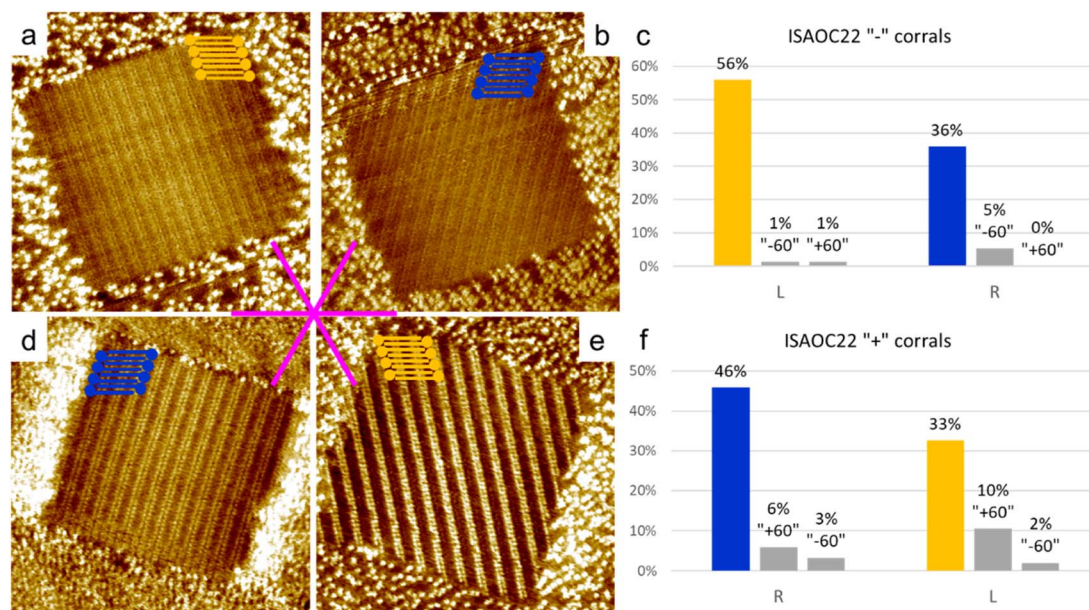 a
b
c
ISAOC22 "-" corrals
60%
50%
40%
30%
20%
10%
0%
56%
1%
"-60"
1%
"+60"
36%
5%
"-60"
0%
"+60"
L
R
d
e
f
ISAOC22 "+" corrals
50%
40%
30%
20%
10%
0%
46%
6%
"+60"
3%
"-60"
33%
10%
"+60"
2%
"-60"
R
L